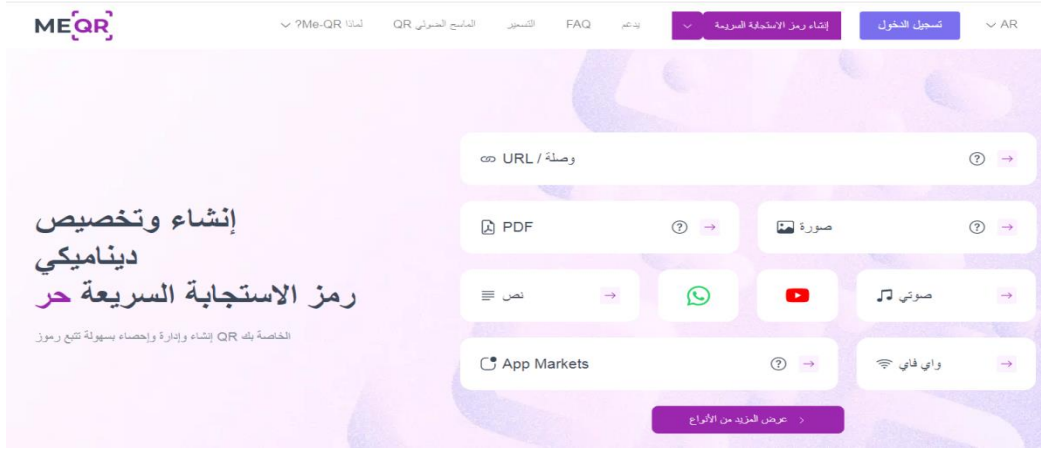 MEQR
لماذا Me-QR?
الماسح الضوئي QR
التسعير
FAQ
يدعم
إنشاء رمز الاستجابة السريعة
تسجيل الدخول
AR
وصلة / URL
PDF
صورة
نص
صوتي
App Markets
واي فاي
عرض المزيد من الأنواع
إنشاء وتخصيص
ديناميكي
رمز الاستجابة السريعة حر
الخاصة بك QR إنشاء وإدارة وإحصاء بسهولة تتبع رموز